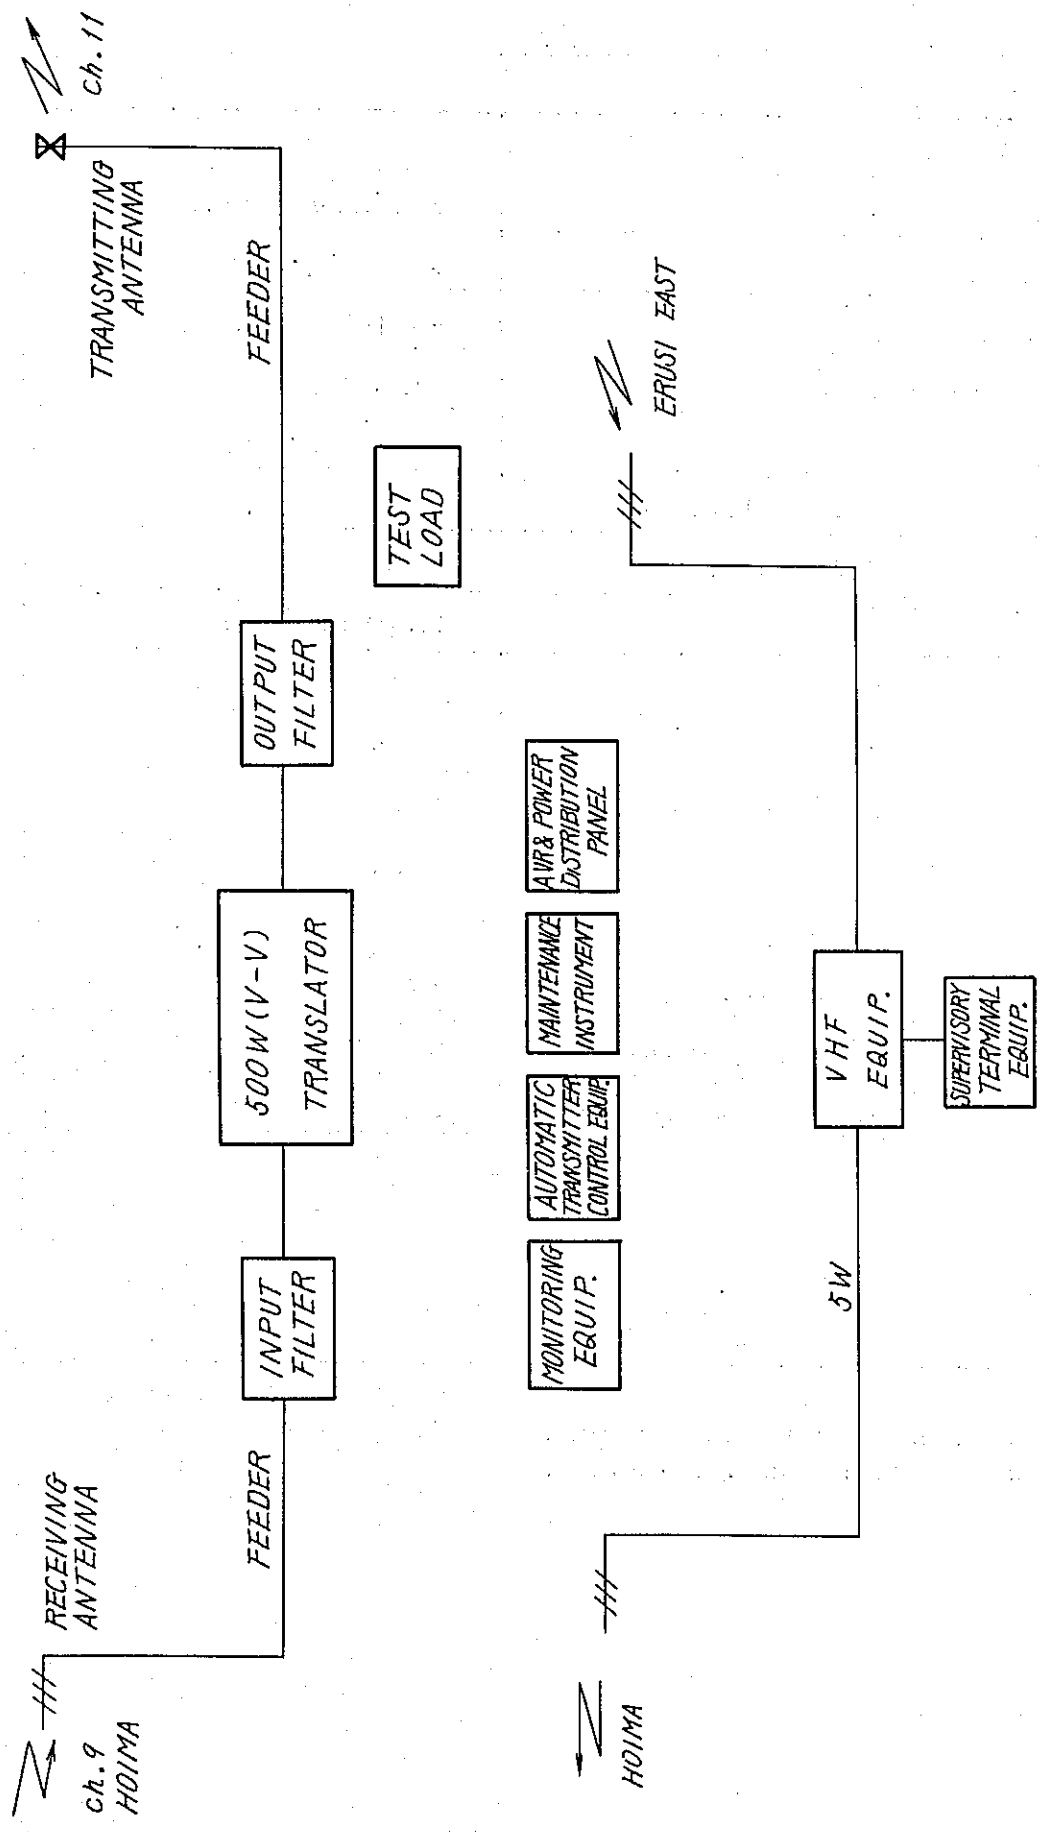 ch.9
HOIMA
RECEIVING
ANTENNA
FEEDER
INPUT
FILTER
500W (V-V)
TRANSLATOR
OUTPUT
FILTER
FEEDER
TRANSMITTING
ANTENNA
ch.11
TEST
LOAD
MONITORING
EQUIP.
AUTOMATIC
TRANSMITTER
CONTROL EQUIP.
MAINTENANCE
INSTRUMENT
AVR & POWER
DISTRIBUTION
PANEL
HOIMA
5W
VHF
EQUIP.
SUPERVISORY
TERMINAL
EQUIP.
ERUSI EAST